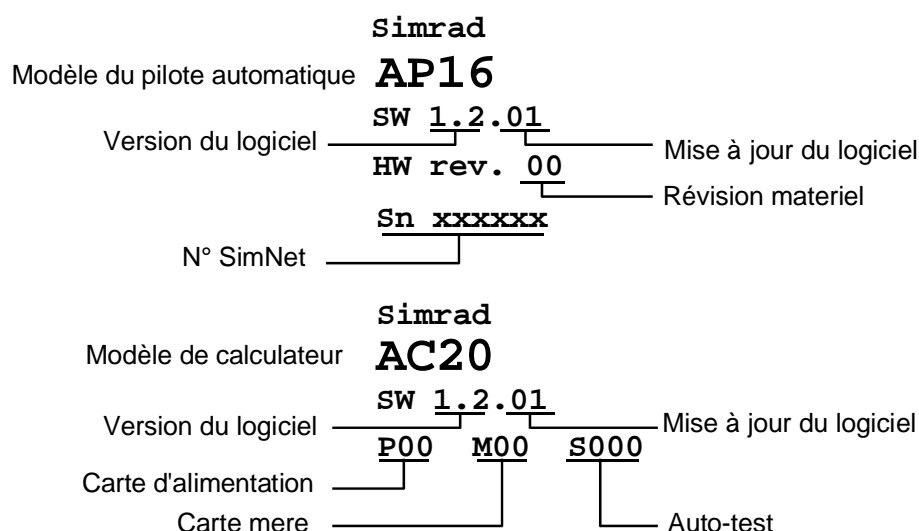 Simrad
Modèle du pilote automatique AP16
SW 1.2.01
Version du logiciel
Mise à jour du logiciel
HW rev. 00
Révision materiel
Sn xxxxxx
N° SimNet
Simrad
Modèle de calculateur AC20
SW 1.2.01
Version du logiciel
Mise à jour du logiciel
P00 M00 S000
Carte d'alimentation
Carte mere
Auto-test